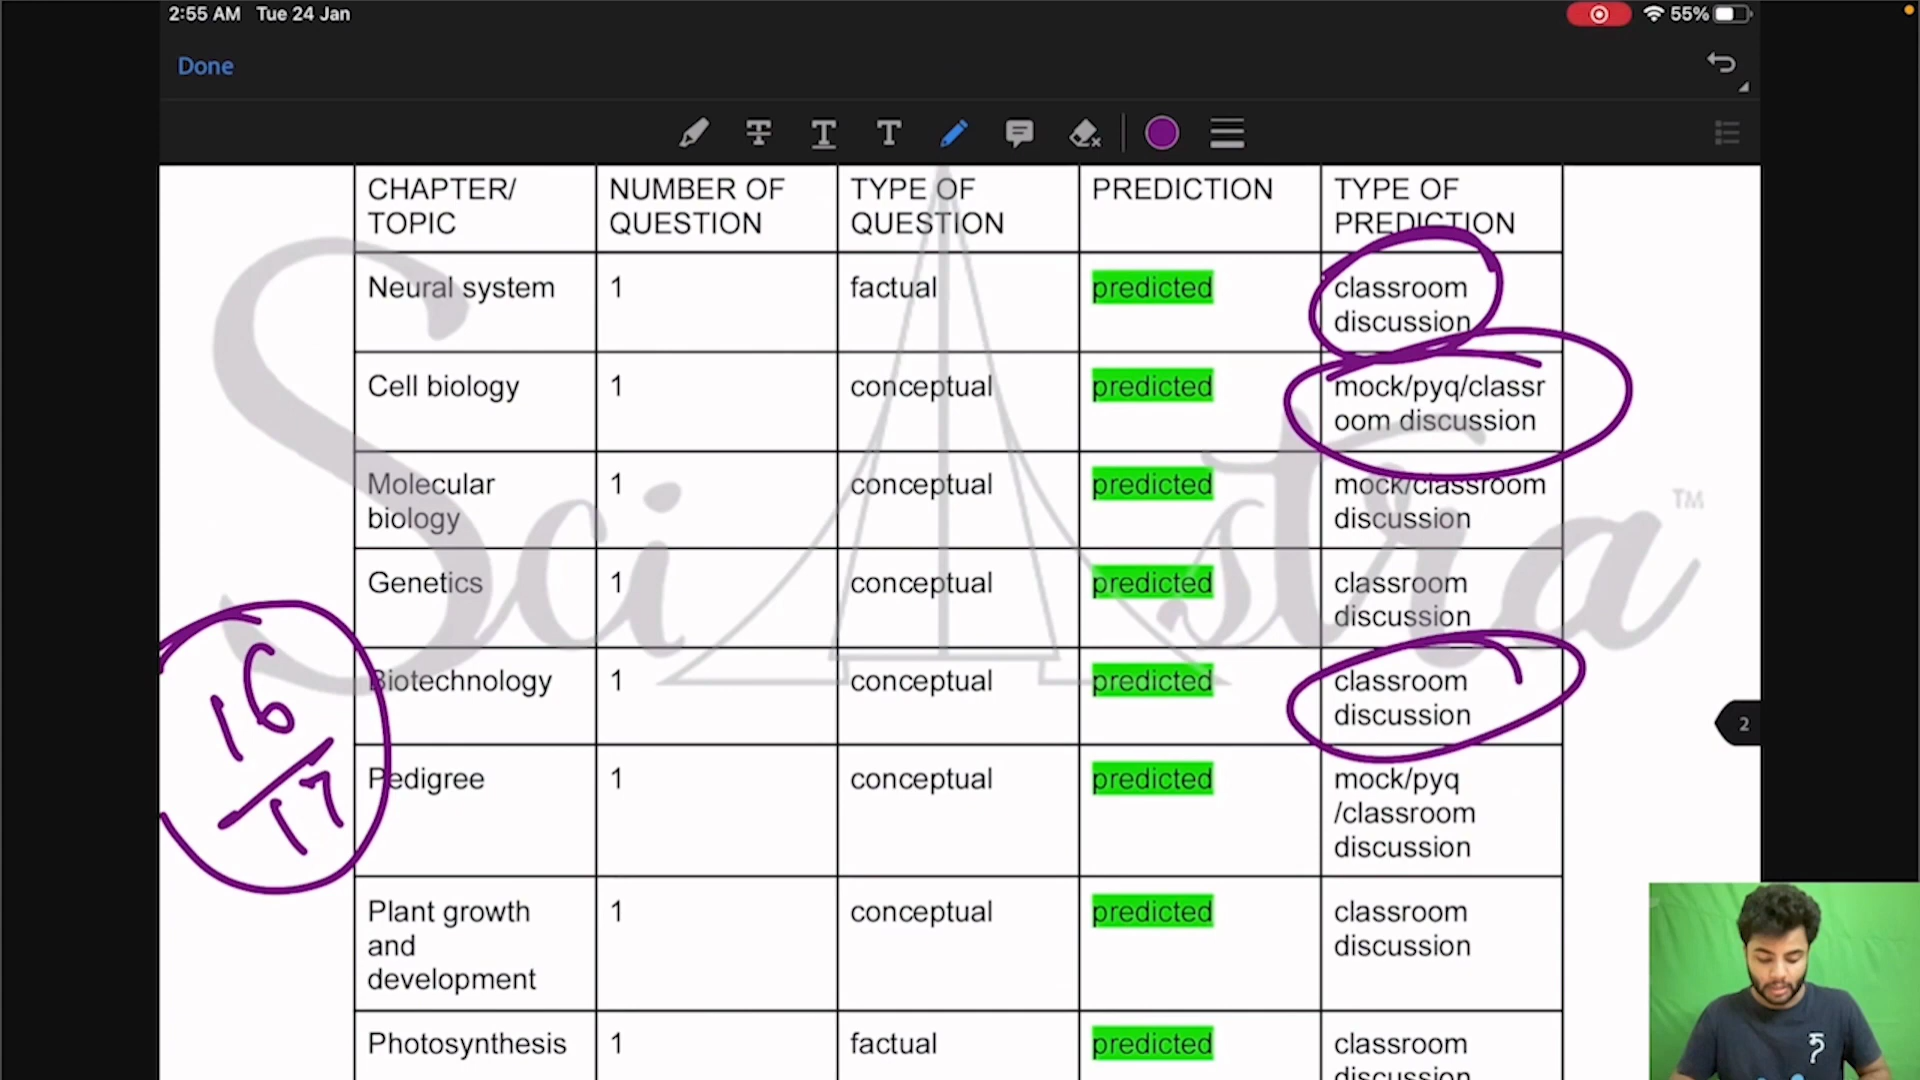 2:55 AM Tue 24 Jan
55%
Done
CHAPTER/
TOPIC
NUMBER OF
QUESTION
TYPE OF
QUESTION
PREDICTION
TYPE OF
PREDICTION
Neural system
1
factual
predicted
classroom
discussion
Cell biology
1
conceptual
predicted
mock/pyq/classr
oom discussion
Molecular
biology
1
conceptual
predicted
mock/classroom
discussion
Genetics
1
conceptual
predicted
classroom
discussion
Biotechnology
1
conceptual
predicted
classroom
discussion
Pedigree
1
conceptual
predicted
mock/pyq
/classroom
discussion
Plant growth
and
development
1
conceptual
predicted
classroom
discussion
Photosynthesis
1
factual
predicted
classroom
discussion
16
17
SciAstra
TM
2